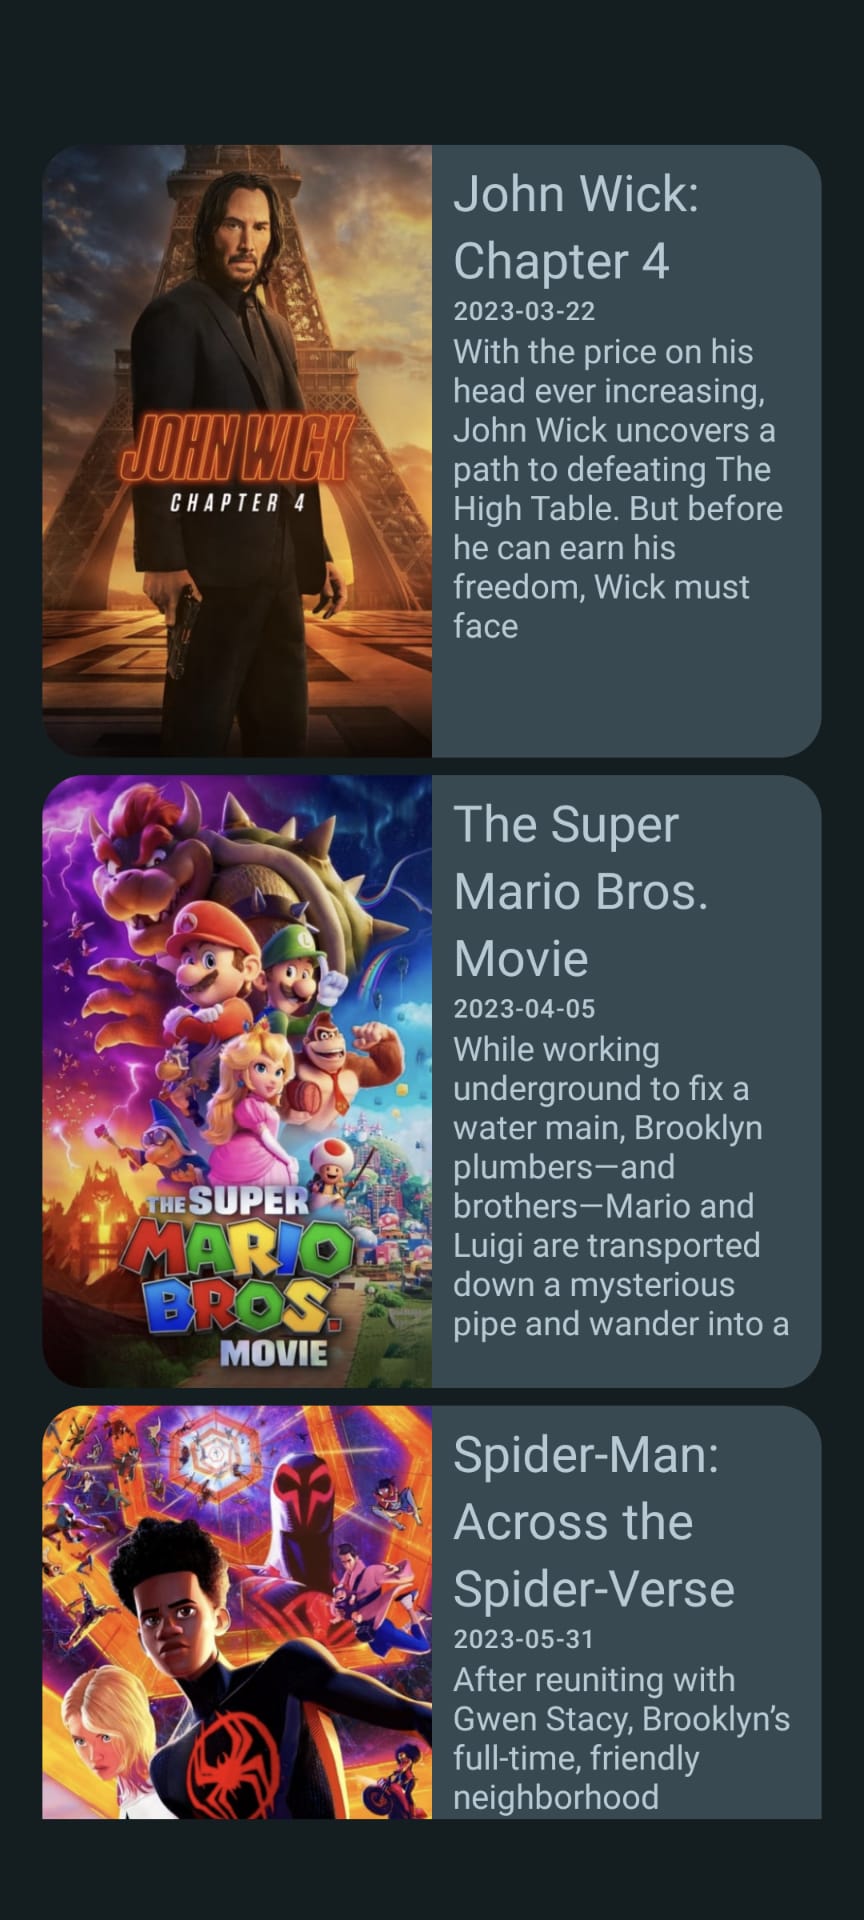 JOHN WICK
CHAPTER 4
John Wick:
Chapter 4
2023-03-22
With the price on his
head ever increasing,
John Wick uncovers a
path to defeating The
High Table. But before
he can earn his
freedom, Wick must
face
THE SUPER
MARIO
BROS.
MOVIE
The Super
Mario Bros.
Movie
2023-04-05
While working
underground to fix a
water main, Brooklyn
plumbers—and
brothers—Mario and
Luigi are transported
down a mysterious
pipe and wander into a
Spider-Man:
Across the
Spider-Verse
2023-05-31
After reuniting with
Gwen Stacy, Brooklyn’s
full-time, friendly
neighborhood